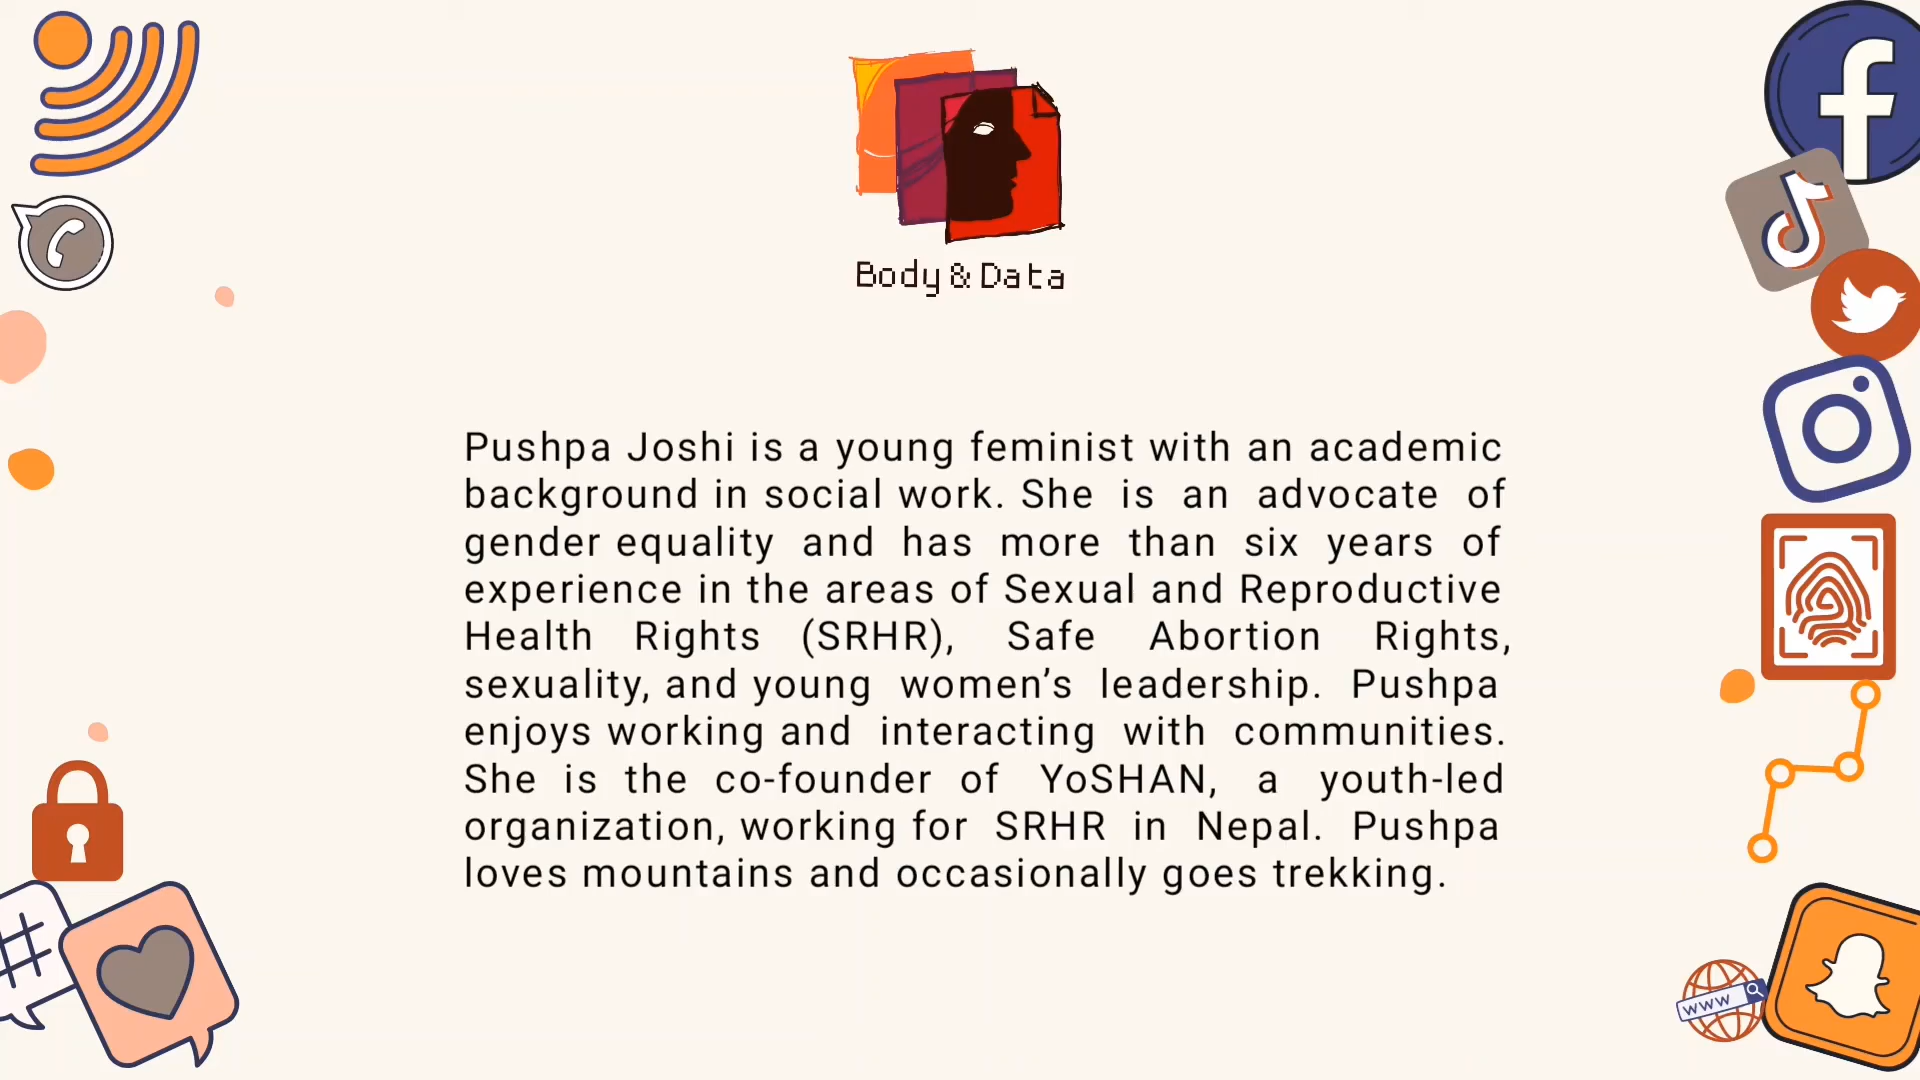 Body & Data
Pushpa Joshi is a young feminist with an academic
background in social work. She is an advocate of
gender equality and has more than six years of
experience in the areas of Sexual and Reproductive
Health Rights (SRHR), Safe Abortion Rights,
sexuality, and young women’s leadership. Pushpa
enjoys working and interacting with communities.
She is the co-founder of YoSHAN, a youth-led
organization, working for SRHR in Nepal. Pushpa
loves mountains and occasionally goes trekking.
#
www